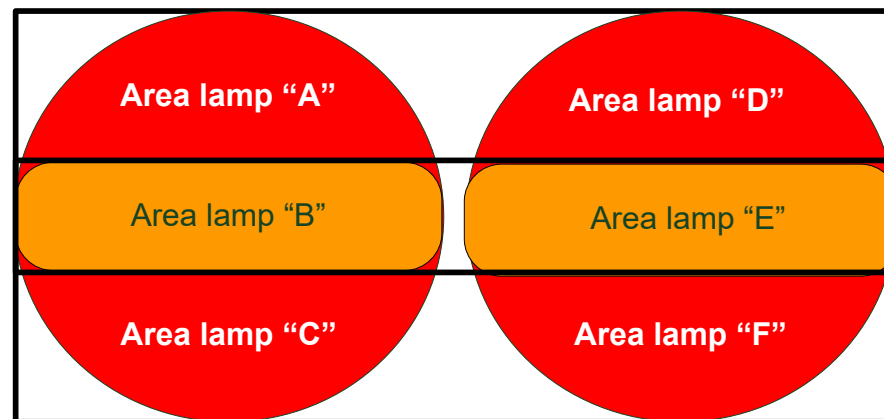 Area lamp “A”
Area lamp “D”
Area lamp “B”
Area lamp “E”
Area lamp “C”
Area lamp “F”